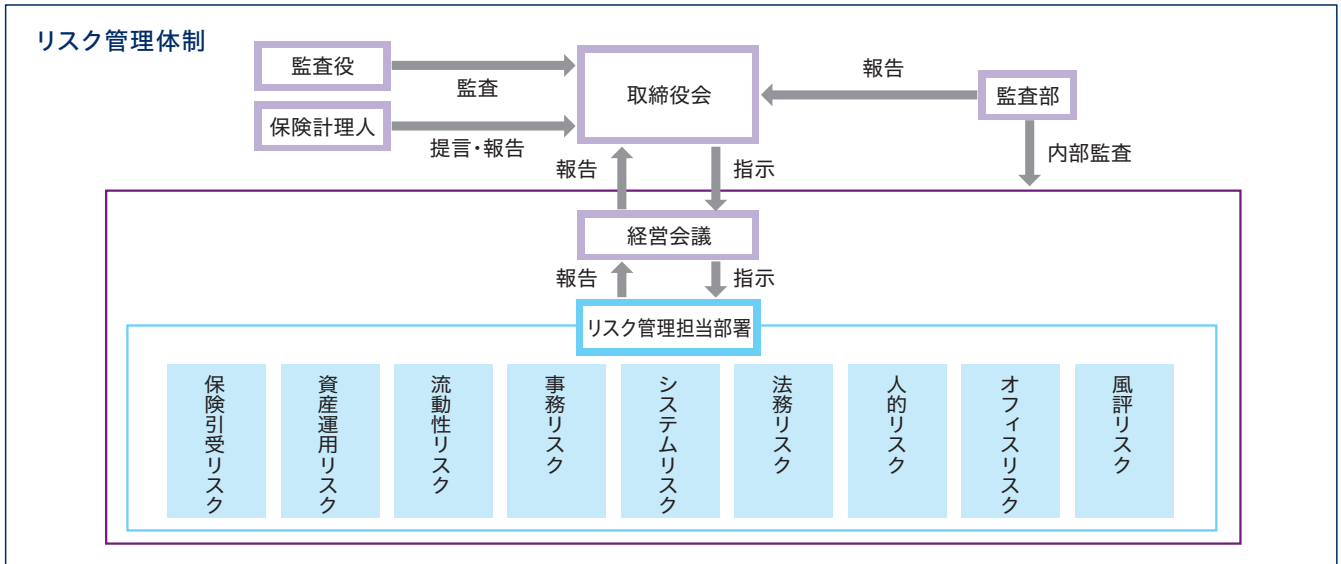 リスク管理体制
監査役
監査
保険計理人
提言・報告
取締役会
報告
監査部
内部監査
報告
指示
経営会議
報告
指示
リスク管理担当部署
保険引受リスク
資産運用リスク
流動性リスク
事務リスク
システムリスク
法務リスク
人的リスク
オフィスリスク
風評リスク